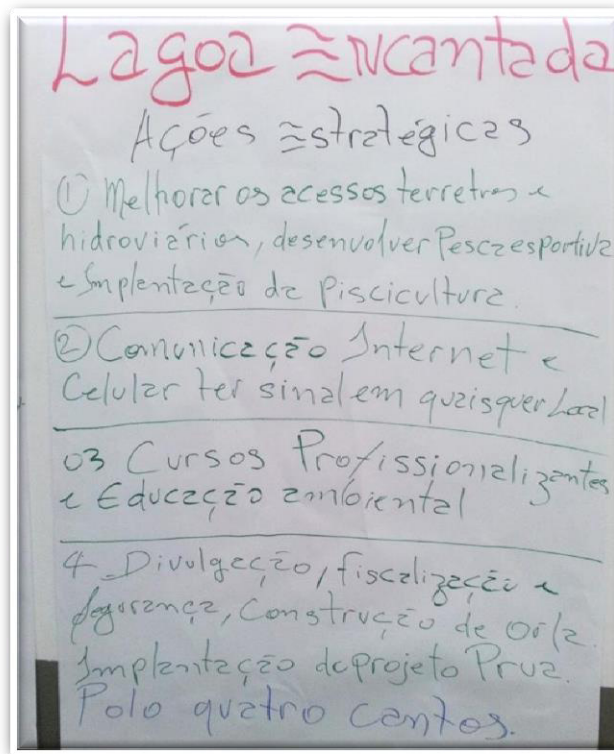 Lagoa Encantada
Ações Estratégicas
① Melhorar os acessos terretres e
hidroviários, desenvolver Pesca esportiva
e Implantação da Piscicultura.
② Comunicação Internet e
Celular ter sinal em quaisquer Local
03 Cursos Profissionalizantes
e Educação ambiental
4 Divulgação, fiscalização e
Segurança, Construção de orla.
Implantação do projeto Prua.
Polo quatro cantos.